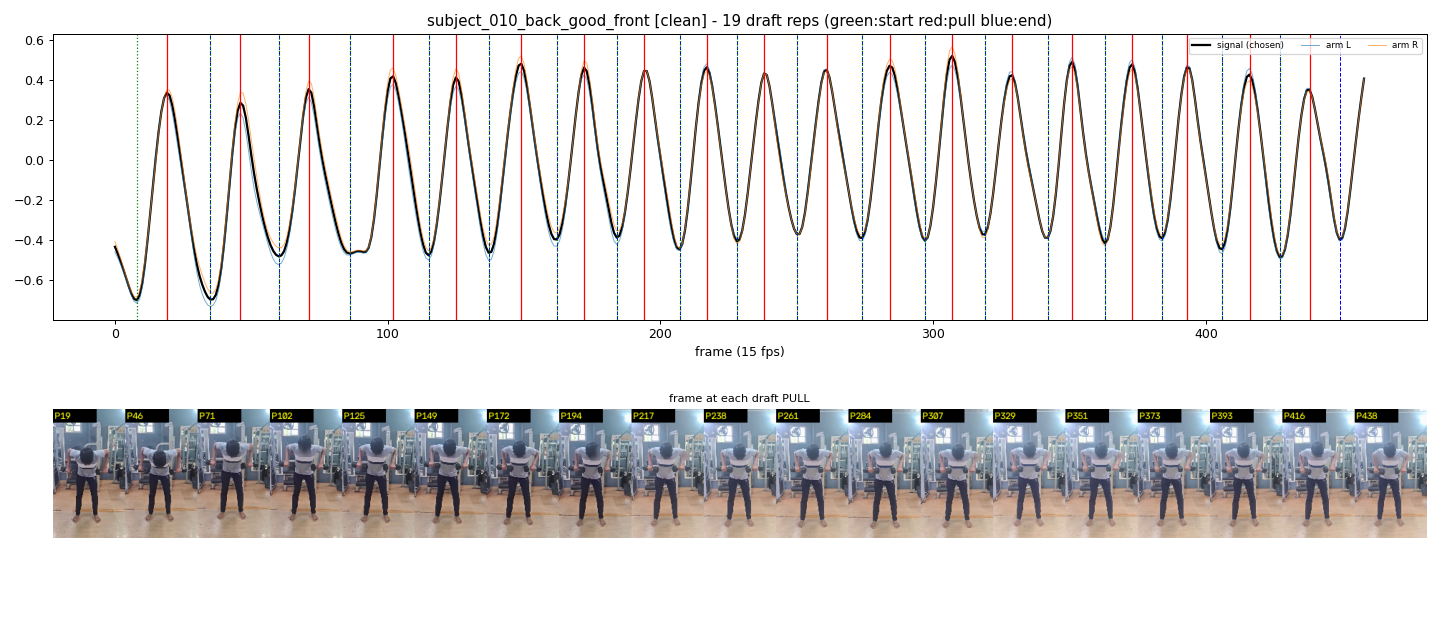 subject_010_back_good_front [clean] - 19 draft reps (green:start red:pull blue:end)
signal (chosen) arm L arm R
0.6
0.4
0.2
0.0
−0.2
−0.4
−0.6
0 100 200 300 400
frame (15 fps)
frame at each draft PULL
P19 P46 P71 P102 P125 P149 P172 P194 P217 P238 P261 P284 P307 P329 P351 P373 P393 P416 P438